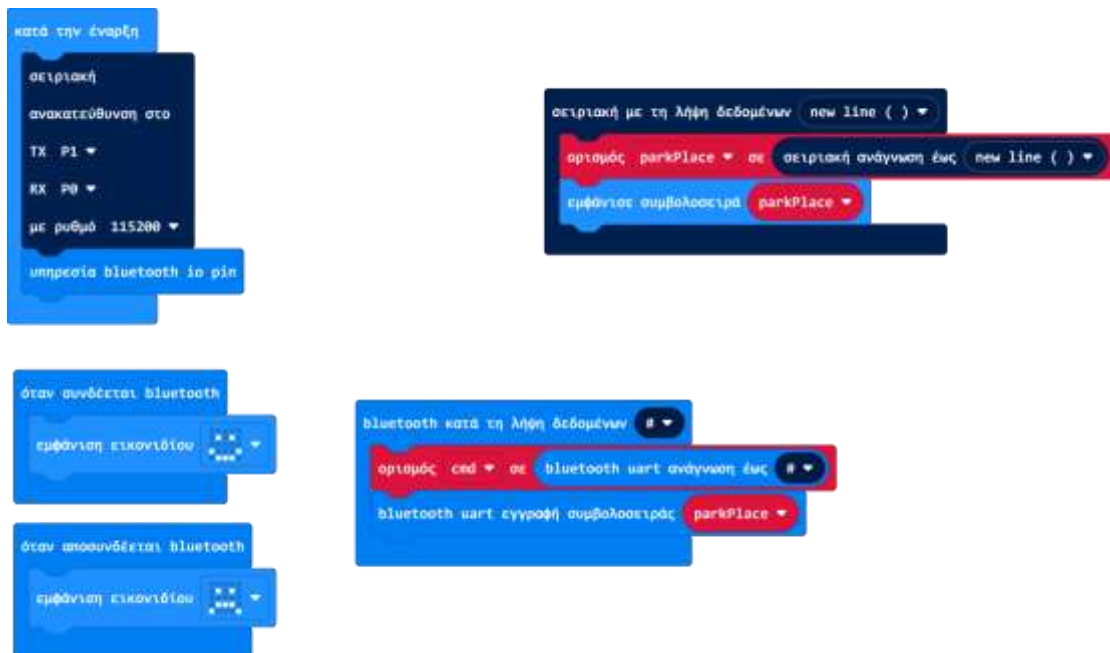 κατά την έναρξη
σειριακή
ανακατεύθυνση στο
TX P1
RX P0
με ρυθμό 115200
υπηρεσία bluetooth io pin
σειριακή με τη λήψη δεδομένων new line ( )
ορισμός parkPlace σε σειριακή ανάγνωση έως new line ( )
εμφάνισε συμβολοσειρά parkPlace
όταν συνδέεται bluetooth
εμφάνιση εικονιδίου
bluetooth κατά τη λήψη δεδομένων #
ορισμός cmd σε bluetooth uart ανάγνωση έως #
bluetooth uart εγγραφή συμβολοσειράς parkPlace
όταν αποσυνδέεται bluetooth
εμφάνιση εικονιδίου